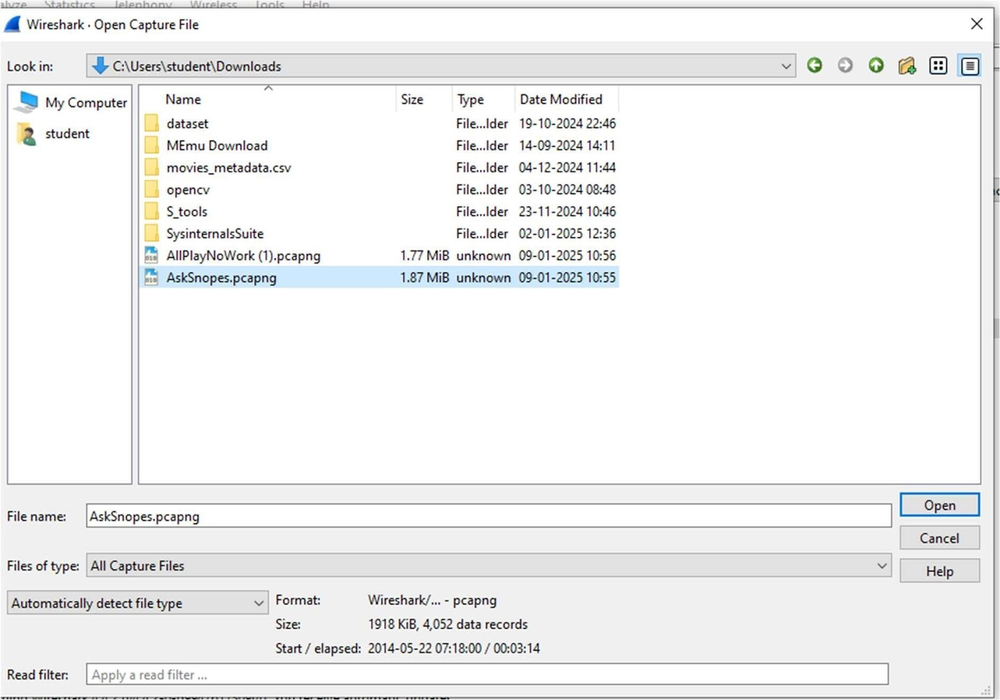 Statistics Telephony Wireless Tools Help
Wireshark · Open Capture File
Look in: C:\Users\student\Downloads
My Computer
student
Name Size Type Date Modified
dataset File...lder 19-10-2024 22:46
MEmu Download File...lder 14-09-2024 14:11
movies_metadata.csv File...lder 04-12-2024 11:44
opencv File...lder 03-10-2024 08:48
S_tools File...lder 23-11-2024 10:46
SysinternalsSuite File...lder 02-01-2025 12:36
AllPlayNoWork (1).pcapng 1.77 MiB unknown 09-01-2025 10:56
AskSnopes.pcapng 1.87 MiB unknown 09-01-2025 10:55
File name: AskSnopes.pcapng
Open
Cancel
Files of type: All Capture Files
Help
Automatically detect file type
Format: Wireshark/... - pcapng
Size: 1918 KiB, 4,052 data records
Start / elapsed: 2014-05-22 07:18:00 / 00:03:14
Read filter: Apply a read filter ...